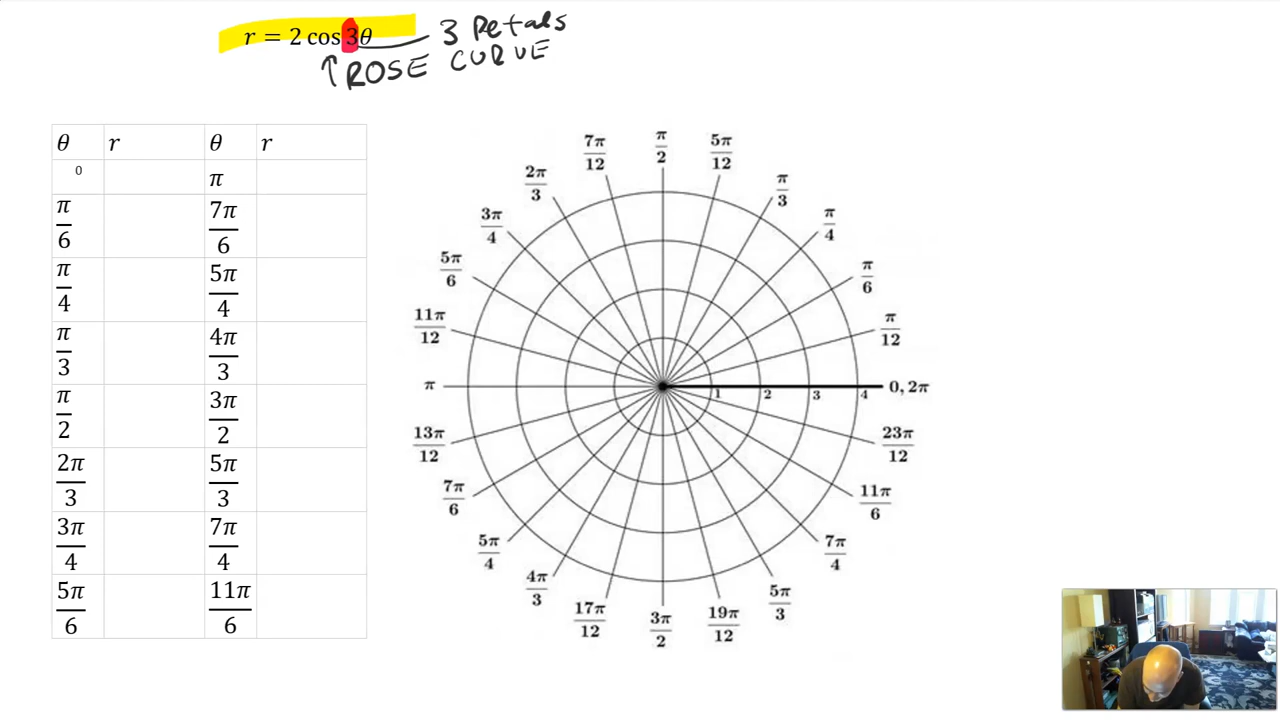 r = 2 cos 3θ 3 Petals
↑ ROSE CURVE
θ r θ r
0 π
π/6 7π/6
π/4 5π/4
π/3 4π/3
π/2 3π/2
2π/3 5π/3
3π/4 7π/4
5π/6 11π/6
7π/12 π/2 5π/12
2π/3 π/3
3π/4 π/4
5π/6 π/6
11π/12 π/12
π 1 2 3 4 0, 2π
13π/12 23π/12
7π/6 11π/6
5π/4 7π/4
4π/3 5π/3
17π/12 3π/2 19π/12